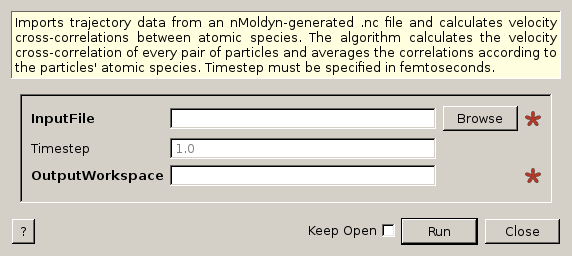 Imports trajectory data from an nMoldyn-generated .nc file and calculates velocity
cross-correlations between atomic species. The algorithm calculates the velocity
cross-correlation of every pair of particles and averages the correlations according to
the particles' atomic species. Timestep must be specified in femtoseconds.
InputFile Browse *
Timestep 1.0
OutputWorkspace *
? Keep Open Run Close